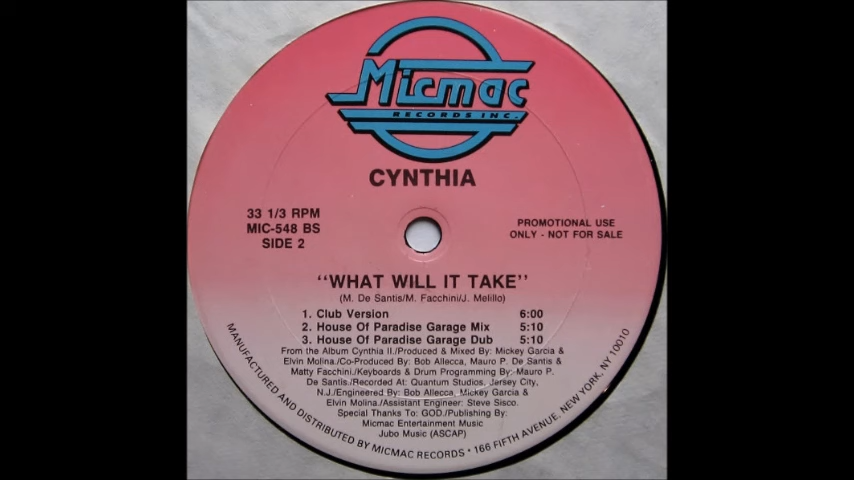 Micmac
RECORDS INC.
CYNTHIA
33 1/3 RPM
MIC-548 BS
SIDE 2
PROMOTIONAL USE
ONLY - NOT FOR SALE
“WHAT WILL IT TAKE”
(M. De Santis/M. Facchini/J. Melillo)
1. Club Version 6:00
2. House Of Paradise Garage Mix 5:10
3. House Of Paradise Garage Dub 5:10
From the Album Cynthia II./Produced & Mixed By: Mickey Garcia &
Elvin Molina./Co-Produced By: Bob Allecca, Mauro P. De Santis &
Matty Facchini./Keyboards & Drum Programming By: Mauro P.
De Santis./Recorded At: Quantum Studios, Jersey City,
N.J./Engineered By: Bob Allecca, Mickey Garcia &
Elvin Molina./Assistant Engineer: Steve Sisco.
Special Thanks To: GOD./Publishing By:
Micmac Entertainment Music
Jubo Music (ASCAP)
MANUFACTURED AND DISTRIBUTED BY MICMAC RECORDS • 166 FIFTH AVENUE, NEW YORK, NY 10010